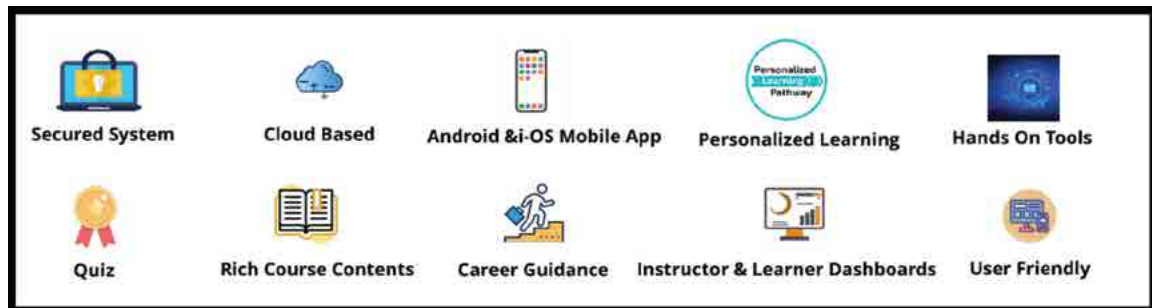 Personalized
Learning
Pathway
Secured System
Cloud Based
Android &i-OS Mobile App
Personalized Learning
Hands On Tools
Quiz
Rich Course Contents
Career Guidance
Instructor & Learner Dashboards
User Friendly